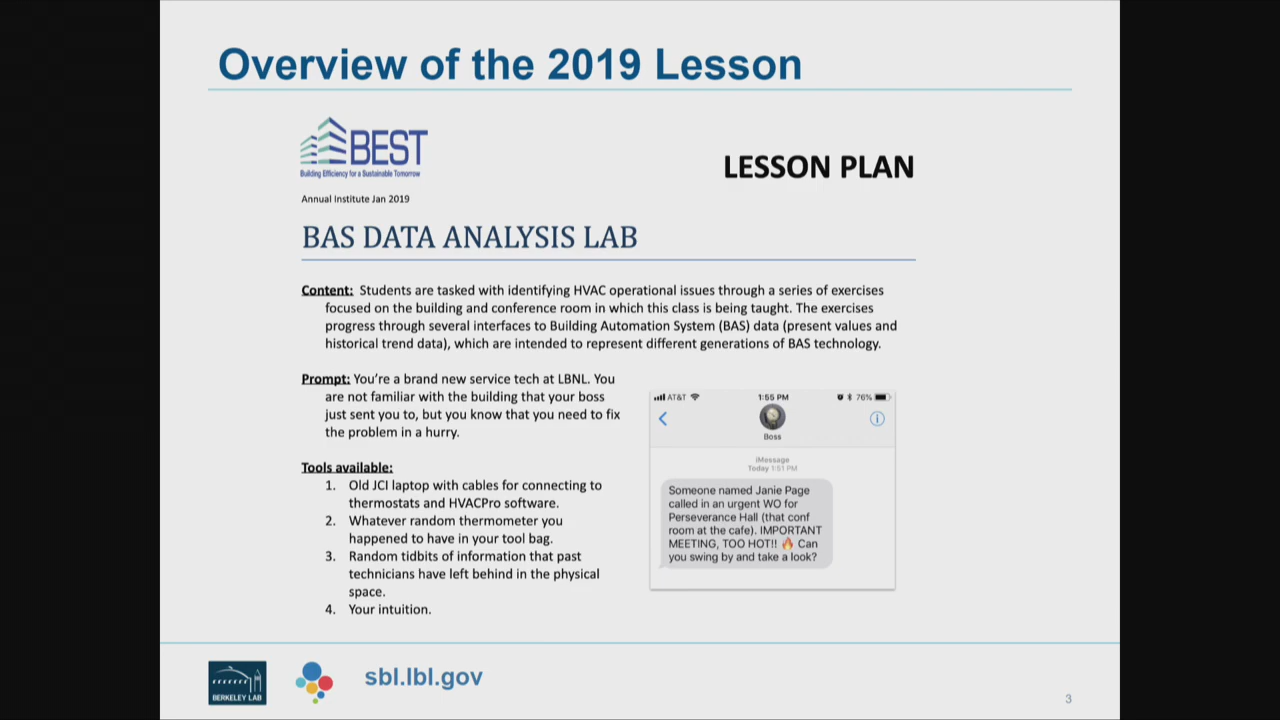 Overview of the 2019 Lesson
BEST
Building Efficiency for a Sustainable Tomorrow
LESSON PLAN
Annual Institute Jan 2019
BAS DATA ANALYSIS LAB
Content: Students are tasked with identifying HVAC operational issues through a series of exercises
focused on the building and conference room in which this class is being taught. The exercises
progress through several interfaces to Building Automation System (BAS) data (present values and
historical trend data), which are intended to represent different generations of BAS technology.
Prompt: You're a brand new service tech at LBNL. You
are not familiar with the building that your boss
just sent you to, but you know that you need to fix
the problem in a hurry.
Tools available:
1. Old JCI laptop with cables for connecting to
thermostats and HVACPro software.
2. Whatever random thermometer you
happened to have in your tool bag.
3. Random tidbits of information that past
technicians have left behind in the physical
space.
4. Your intuition.
AT&T 1:55 PM 76%
Boss
iMessage
Today 1:51 PM
Someone named Janie Page
called in an urgent WO for
Perseverance Hall (that conf
room at the cafe). IMPORTANT
MEETING, TOO HOT!! 🔥 Can
you swing by and take a look?
BERKELEY LAB
sbl.lbl.gov
3